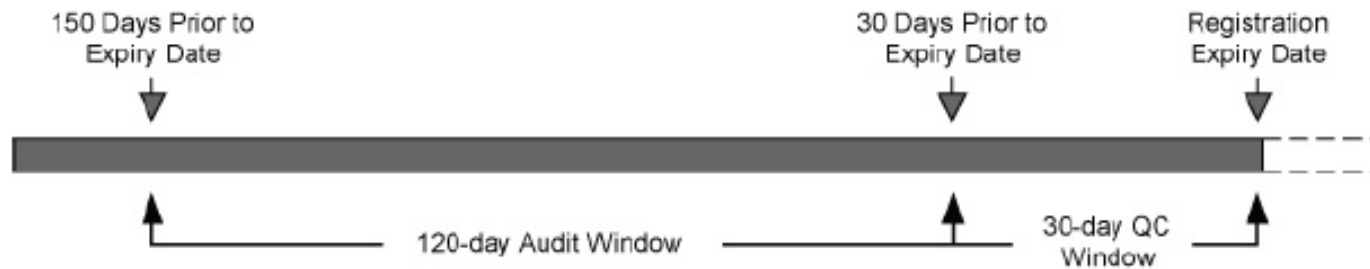 150 Days Prior to
Expiry Date
30 Days Prior to
Expiry Date
Registration
Expiry Date
120-day Audit Window
30-day QC
Window